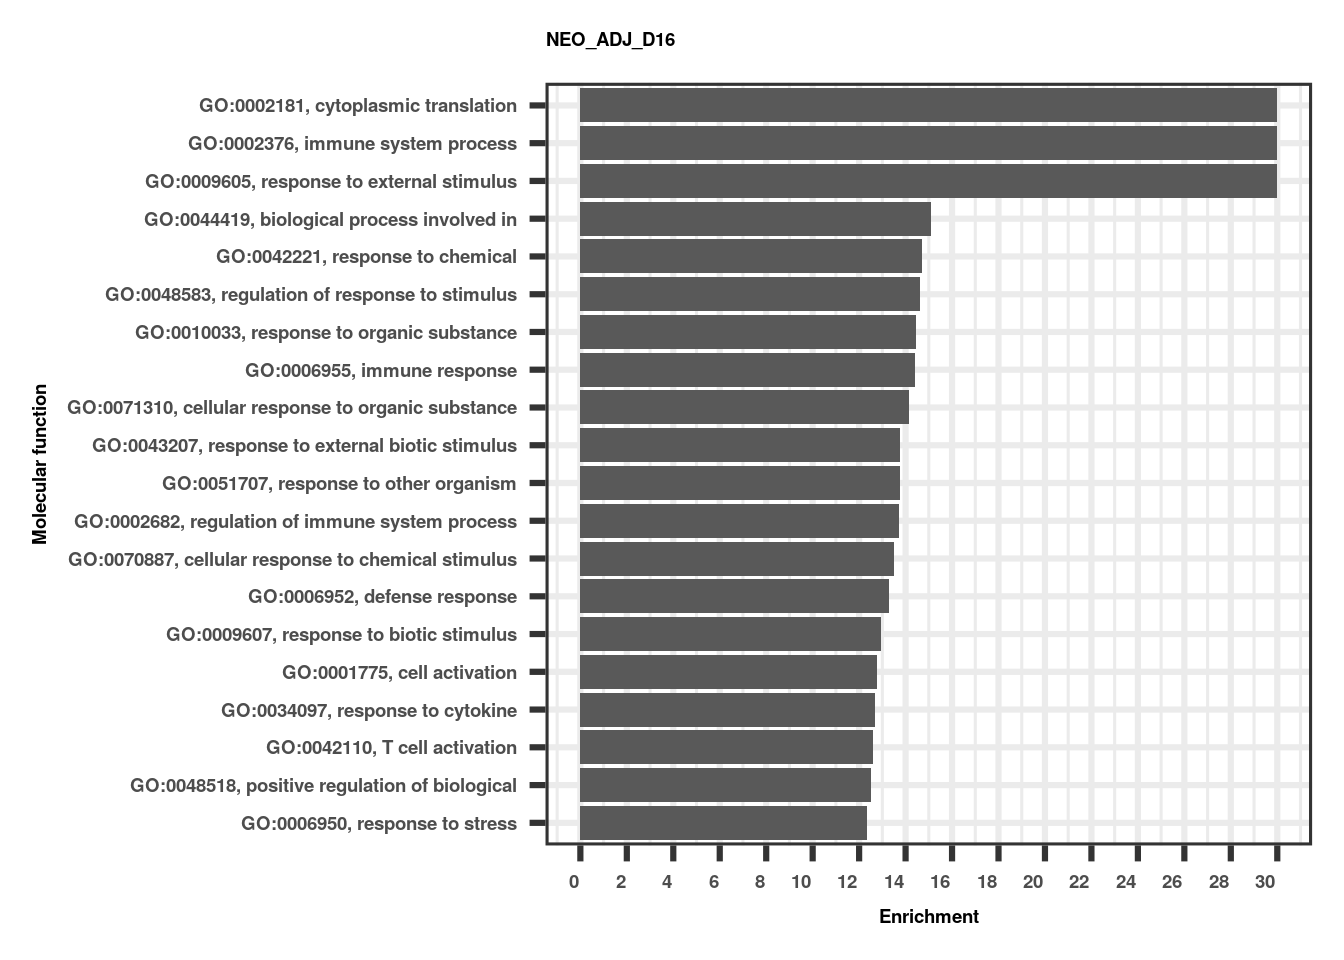 NEO_ADJ_D16
GO:0002181, cytoplasmic translation
GO:0002376, immune system process
GO:0009605, response to external stimulus
GO:0044419, biological process involved in
GO:0042221, response to chemical
GO:0048583, regulation of response to stimulus
GO:0010033, response to organic substance
GO:0006955, immune response
GO:0071310, cellular response to organic substance
GO:0043207, response to external biotic stimulus
GO:0051707, response to other organism
GO:0002682, regulation of immune system process
GO:0070887, cellular response to chemical stimulus
GO:0006952, defense response
GO:0009607, response to biotic stimulus
GO:0001775, cell activation
GO:0034097, response to cytokine
GO:0042110, T cell activation
GO:0048518, positive regulation of biological
GO:0006950, response to stress
Molecular function
0 2 4 6 8 10 12 14 16 18 20 22 24 26 28 30
Enrichment